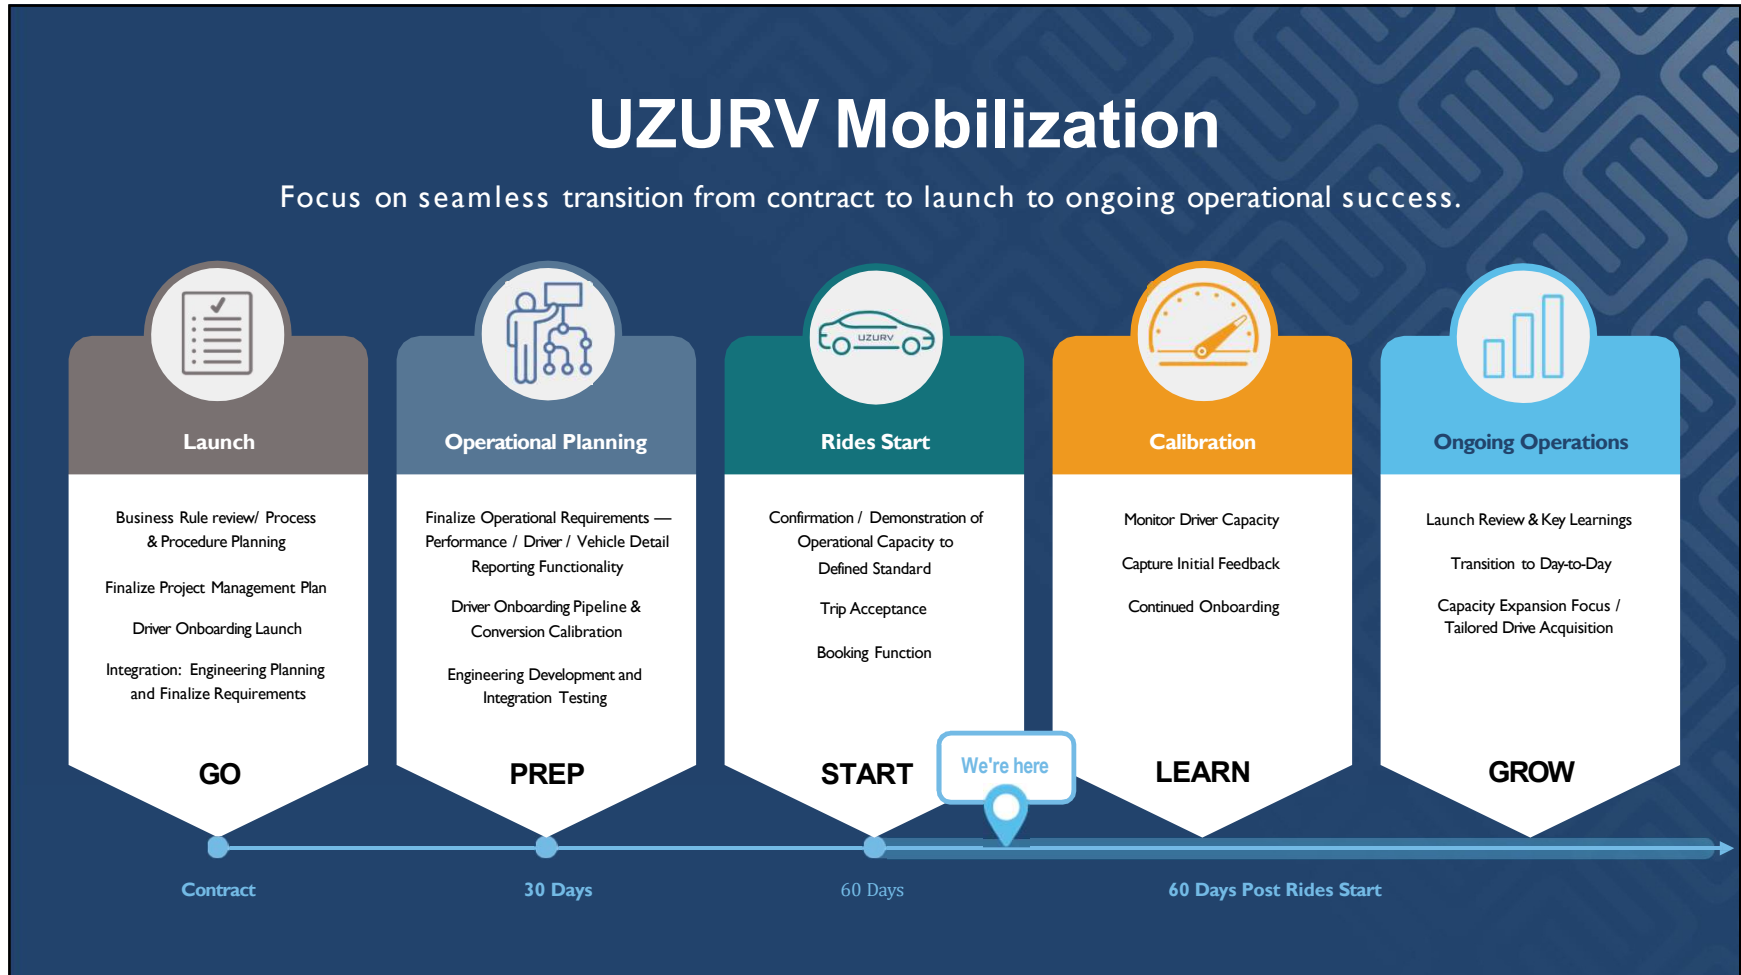 UZURV Mobilization
Focus on seamless transition from contract to launch to ongoing operational success.
Launch
Business Rule review/ Process
& Procedure Planning
Finalize Project Management Plan
Driver Onboarding Launch
Integration: Engineering Planning
and Finalize Requirements
GO
Operational Planning
Finalize Operational Requirements —
Performance / Driver / Vehicle Detail
Reporting Functionality
Driver Onboarding Pipeline &
Conversion Calibration
Engineering Development and
Integration Testing
PREP
UZURV
Rides Start
Confirmation / Demonstration of
Operational Capacity to
Defined Standard
Trip Acceptance
Booking Function
START
We're here
Calibration
Monitor Driver Capacity
Capture Initial Feedback
Continued Onboarding
LEARN
Ongoing Operations
Launch Review & Key Learnings
Transition to Day-to-Day
Capacity Expansion Focus /
Tailored Drive Acquisition
GROW
Contract
30 Days
60 Days
60 Days Post Rides Start